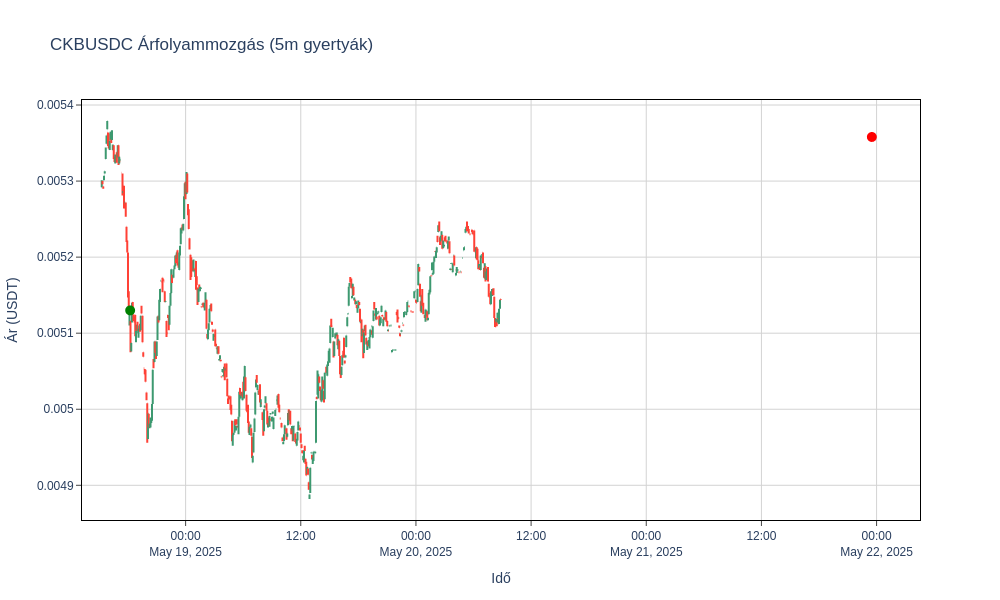 CKBUSDC Árfolyammozgás (5m gyertyák)
0.0054
0.0053
0.0052
0.0051
0.005
0.0049
Ár (USDT)
00:00
May 19, 2025
12:00
00:00
May 20, 2025
12:00
00:00
May 21, 2025
12:00
00:00
May 22, 2025
Idő